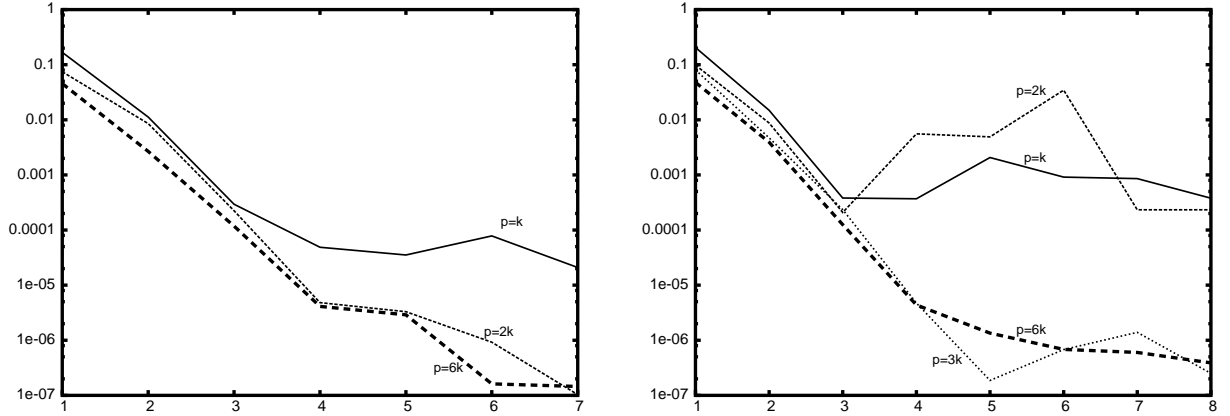 1
0.1
0.01
0.001
0.0001
1e-05
1e-06
1e-07
1 2 3 4 5 6 7
p=k
p=2k
p=6k
1
0.1
0.01
0.001
0.0001
1e-05
1e-06
1e-07
1 2 3 4 5 6 7 8
p=2k
p=k
p=6k
p=3k